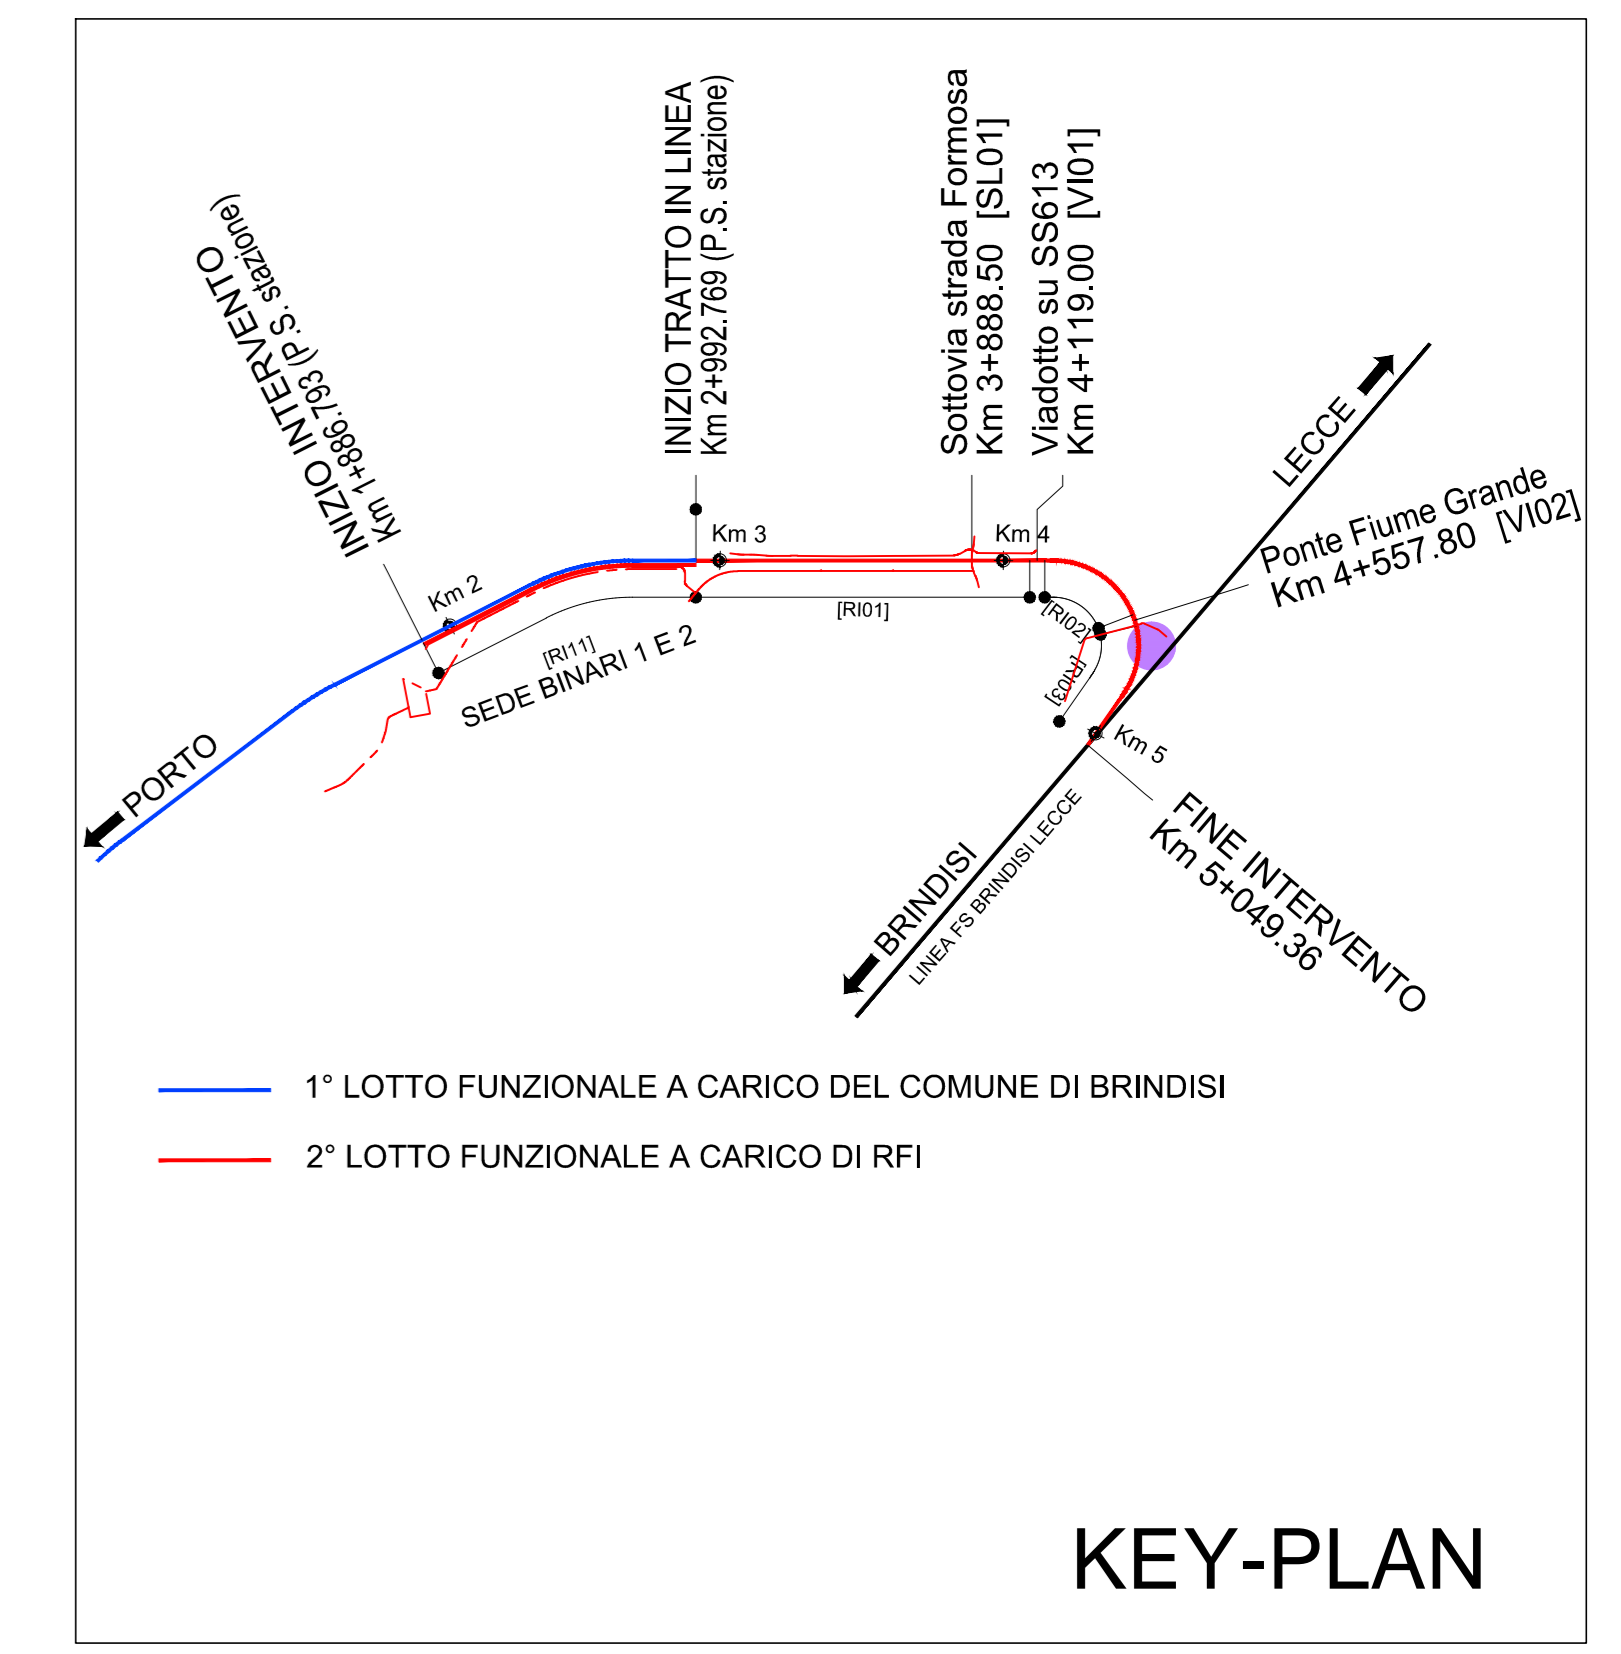 INIZIO INTERVENTO
Km 1+886.793 (P.S. stazione)
INIZIO TRATTO IN LINEA
Km 2+992.769 (P.S. stazione)
Sottovia strada Formosa
Km 3+888.50 [SL01]
Viadotto su SS613
Km 4+119.00 [VI01]
LECCE
Ponte Fiume Grande
Km 4+557.80 [VI02]
Km 2
Km 3
Km 4
[RI11]
SEDE BINARI 1 E 2
[RI01]
[RI02]
[RI03]
Km 5
PORTO
BRINDISI
LINEA FS BRINDISI LECCE
FINE INTERVENTO
Km 5+049.36
1° LOTTO FUNZIONALE A CARICO DEL COMUNE DI BRINDISI
2° LOTTO FUNZIONALE A CARICO DI RFI
KEY-PLAN